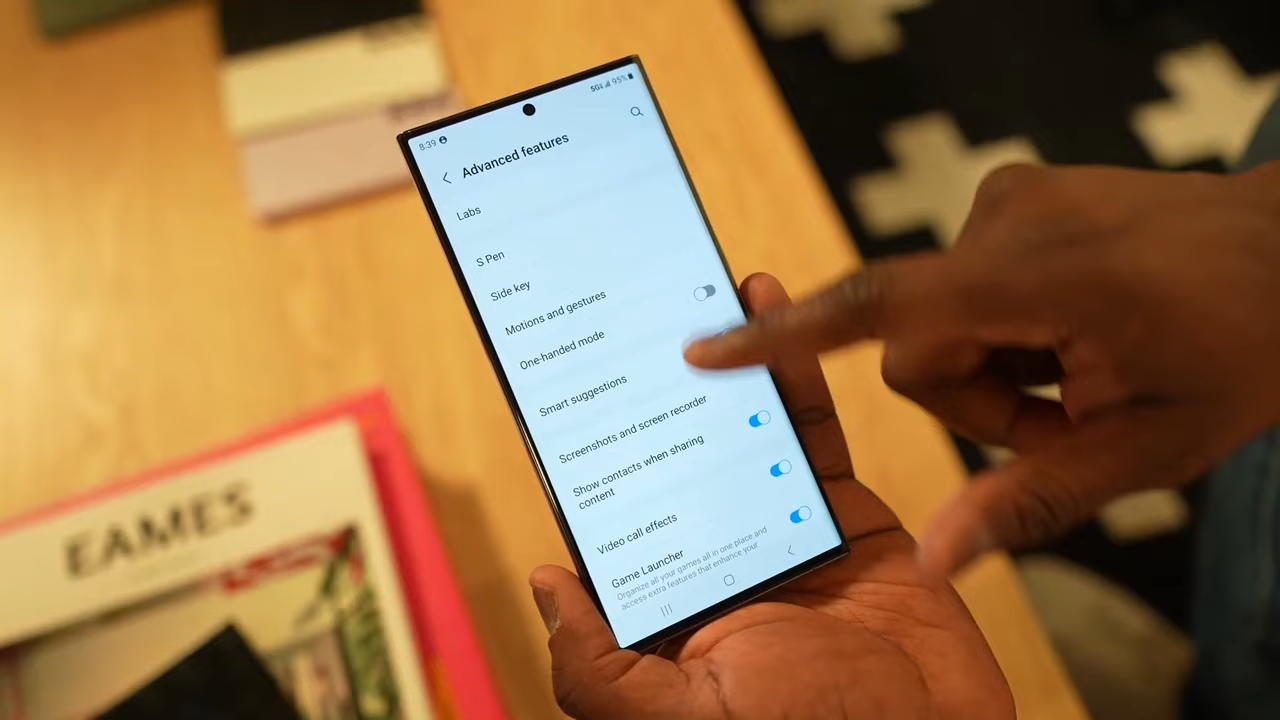 8:39
5G 95%
Advanced features
Labs
S Pen
Side key
Motions and gestures
One-handed mode
Smart suggestions
Screenshots and screen recorder
Show contacts when sharing
content
Video call effects
Game Launcher
Organize all your games all in one place and
access extra features that enhance your
EAMES